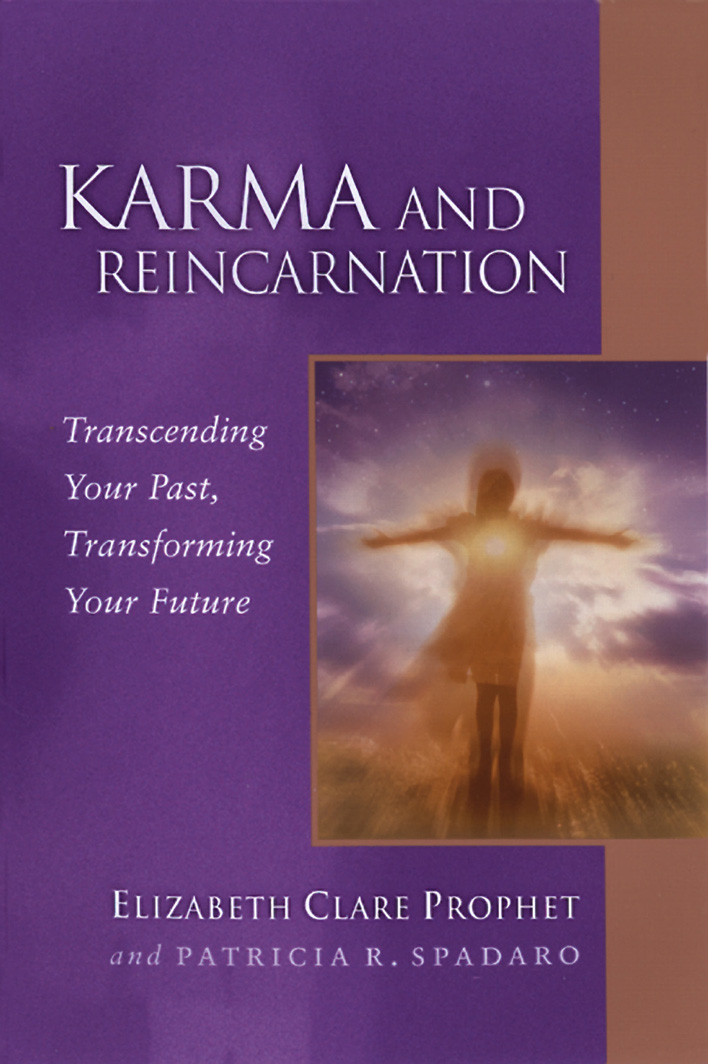 KARMA AND
REINCARNATION
Transcending
Your Past,
Transforming
Your Future
ELIZABETH CLARE PROPHET
and PATRICIA R. SPADARO